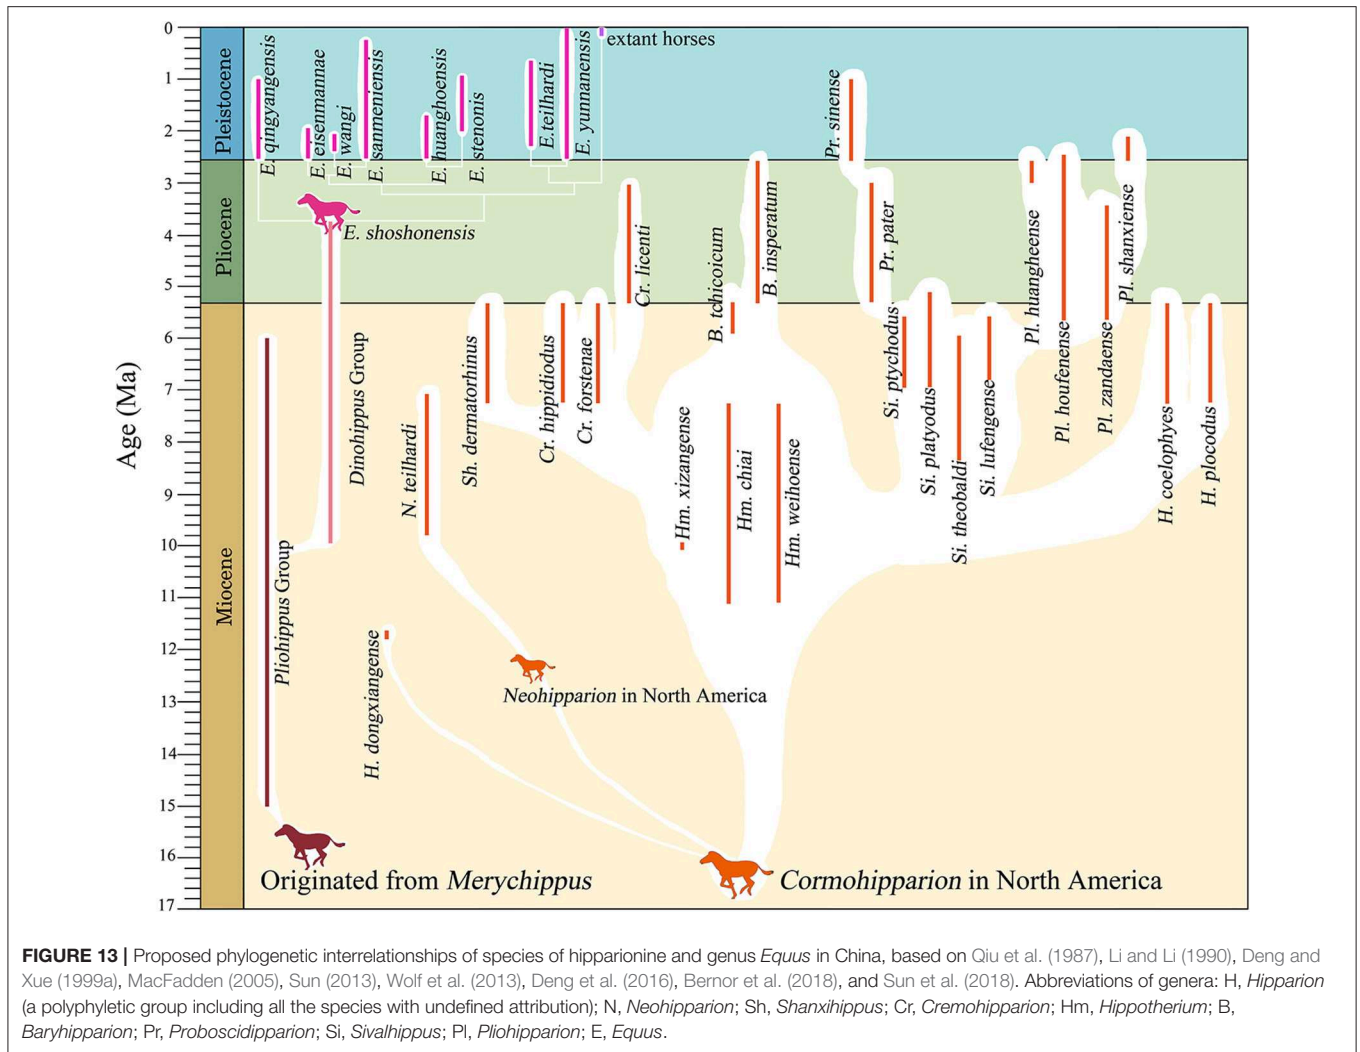 0
1
2
3
4
5
6
7
8
9
10
11
12
13
14
15
16
17
Age (Ma)
Pleistocene
Pliocene
Miocene
E. qingyangensis
E. eisenmannae
E. wangi
E. sanmeniensis
E. huanghoensis
E. stenonis
E.teilhardi
E. yunnanensis
extant horses
E. shoshonensis
Pliohippus Group
Dinohippus Group
H. dongxiangense
N. teilhardi
Sh. dermatorhinus
Cr. hippidiodus
Cr. forstenae
Cr. licenti
Hm. xizangense
B. tchicoicum
Hm. chiai
B. insperatum
Hm. weihoense
Pr. sinense
Pr. pater
Si. ptychodus
Si. platyodus
Si. theobaldi
Si. lufengense
Pl. huangheense
Pl. houfenense
Pl. zandaense
Pl. shanxiense
H. coelophyes
H. plocodus
Neohipparion in North America
Originated from Merychippus
Cormohipparion in North America
FIGURE 13 | Proposed phylogenetic interrelationships of species of hipparionine and genus Equus in China, based on Qiu et al. (1987), Li and Li (1990), Deng and
Xue (1999a), MacFadden (2005), Sun (2013), Wolf et al. (2013), Deng et al. (2016), Bernor et al. (2018), and Sun et al. (2018). Abbreviations of genera: H, Hipparion
(a polyphyletic group including all the species with undefined attribution); N, Neohipparion; Sh, Shanxihippus; Cr, Cremohipparion; Hm, Hippotherium; B,
Baryhipparion; Pr, Proboscidipparion; Si, Sivalhippus; Pl, Pliohipparion; E, Equus.